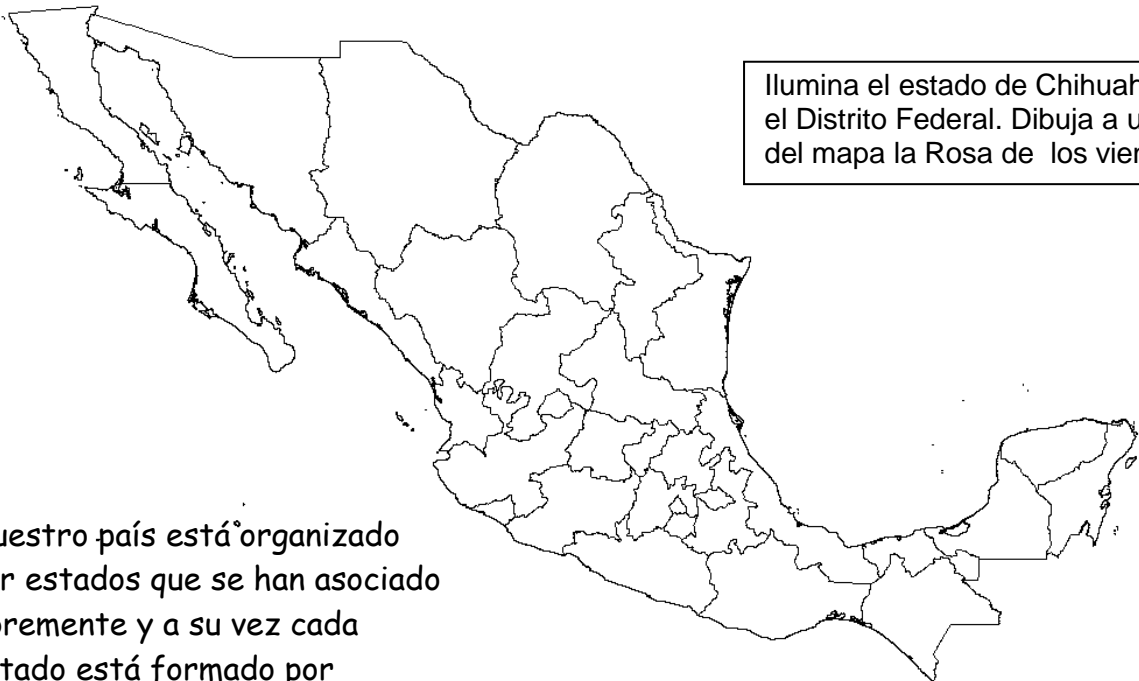 Ilumina el estado de Chihuah
el Distrito Federal. Dibuja a u
del mapa la Rosa de los vien
uestro país está organizado
r estados que se han asociado
bremente y a su vez cada
tado está formado por